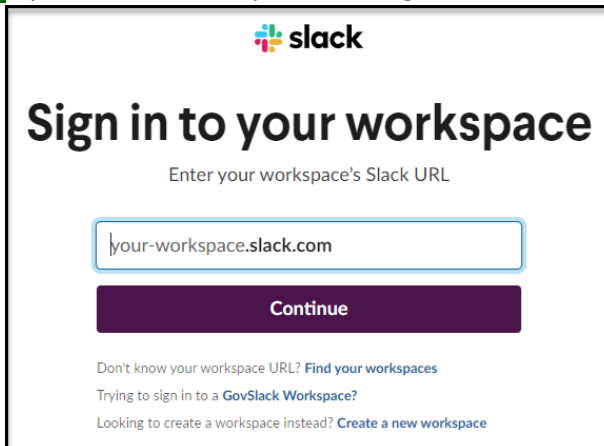 slack
Sign in to your workspace
Enter your workspace's Slack URL
your-workspace.slack.com
Continue
Don't know your workspace URL? Find your workspaces
Trying to sign in to a GovSlack Workspace?
Looking to create a workspace instead? Create a new workspace